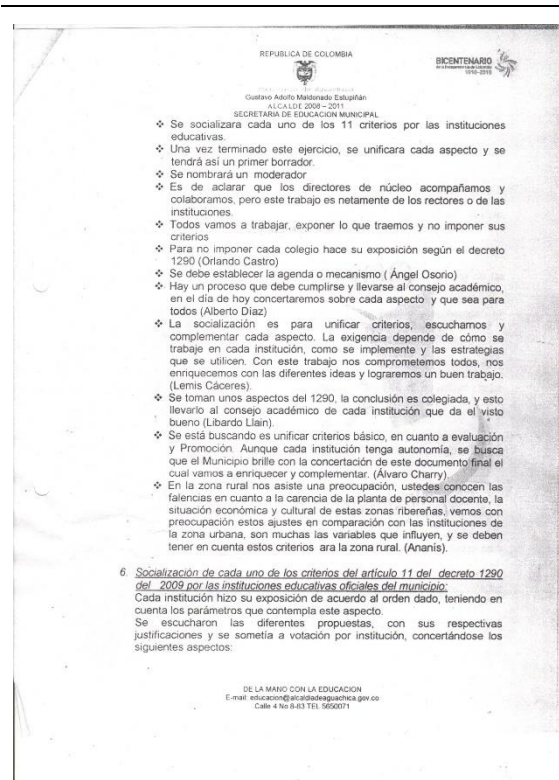 REPUBLICA DE COLOMBIA
BICENTENARIO
1810-2010
Gustavo Adolfo Maldonado Estupiñán
ALCALDE 2008 – 2011
SECRETARIA DE EDUCACION MUNICIPAL
❖ Se socializara cada uno de los 11 criterios por las instituciones
educativas.
❖ Una vez terminado este ejercicio, se unificara cada aspecto y se
tendrá así un primer borrador.
❖ Se nombrará un moderador
❖ Es de aclarar que los directores de núcleo acompañamos y
colaboramos, pero este trabajo es netamente de los rectores o de las
instituciones.
❖ Todos vamos a trabajar, exponer lo que traemos y no imponer sus
criterios
❖ Para no imponer cada colegio hace su exposición según el decreto
1290 (Orlando Castro)
❖ Se debe establecer la agenda o mecanismo ( Ángel Osorio)
❖ Hay un proceso que debe cumplirse y llevarse al consejo académico,
en el día de hoy concertaremos sobre cada aspecto y que sea para
todos (Alberto Díaz)
❖ La socialización es para unificar criterios, escuchamos y
complementar cada aspecto. La exigencia depende de cómo se
trabaje en cada institución, como se implemente y las estrategias
que se utilicen. Con este trabajo nos comprometemos todos, nos
enriquecemos con las diferentes ideas y lograremos un buen trabajo.
(Lemis Cáceres).
❖ Se toman unos aspectos del 1290, la conclusión es colegiada, y esto
llevarlo al consejo académico de cada institución que da el visto
bueno (Libardo Llain).
❖ Se está buscando es unificar criterios básico, en cuanto a evaluación
y Promoción. Aunque cada institución tenga autonomía, se busca
que el Municipio brille con la concertación de este documento final el
cual vamos a enriquecer y complementar. (Álvaro Charry).
❖ En la zona rural nos asiste una preocupación, ustedes conocen las
falencias en cuanto a la carencia de la planta de personal docente, la
situación económica y cultural de estas zonas ribereñas, vemos con
preocupación estos ajustes en comparación con las instituciones de
la zona urbana, son muchas las variables que influyen, y se deben
tener en cuenta estos criterios ara la zona rural. (Ananís).
6. Socialización de cada uno de los criterios del artículo 11 del decreto 1290
del 2009 por las instituciones educativas oficiales del municipio:
Cada institución hizo su exposición de acuerdo al orden dado, teniendo en
cuenta los parámetros que contempla este aspecto.
Se escucharon las diferentes propuestas, con sus respectivas
justificaciones y se sometía a votación por institución, concertándose los
siguientes aspectos:
DE LA MANO CON LA EDUCACION
E-mail: educacion@alcaldiadeaguachica.gov.co
Calle 4 No 8-83 TEL 5650071